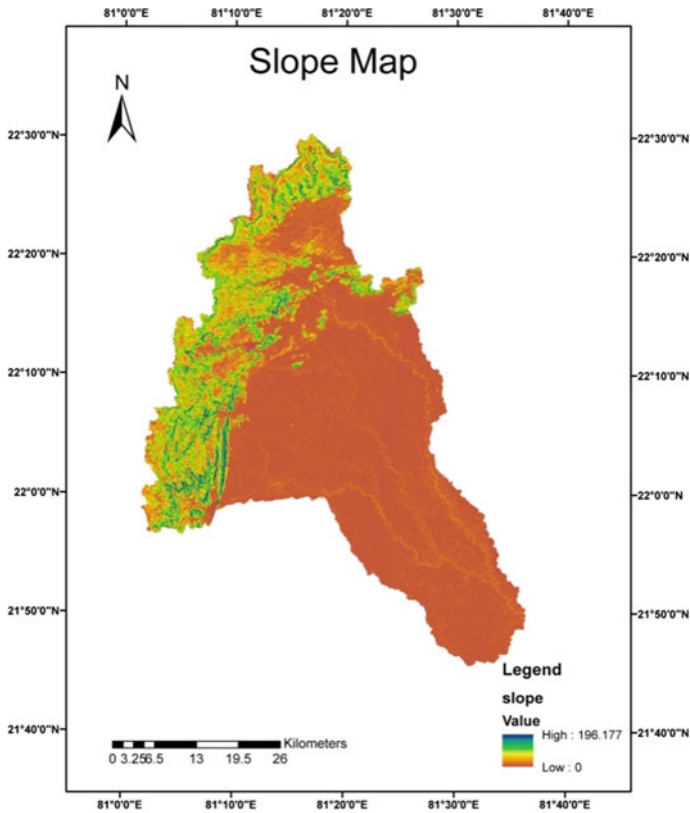 81°0'0"E 81°10'0"E 81°20'0"E 81°30'0"E 81°40'0"E
Slope Map
N
22°30'0"N 22°30'0"N
22°20'0"N 22°20'0"N
22°10'0"N 22°10'0"N
22°0'0"N 22°0'0"N
21°50'0"N 21°50'0"N
Legend
slope
Value
High : 196.177
Low : 0
21°40'0"N 21°40'0"N
Kilometers
0 3.256.5 13 19.5 26
81°0'0"E 81°10'0"E 81°20'0"E 81°30'0"E 81°40'0"E